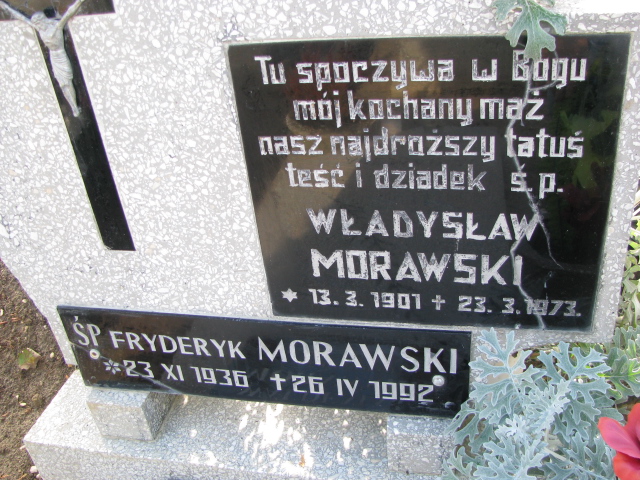 Tu spoczywa w Bogu
mój kochany mąż
nasz najdroższy tatuś
teść i dziadek ś.p.
WŁADYSŁAW
MORAWSKI
* 13.3.1901 + 23.3.1973.
ŚP FRYDERYK MORAWSKI
*23 XI 1936 +26 IV 1992